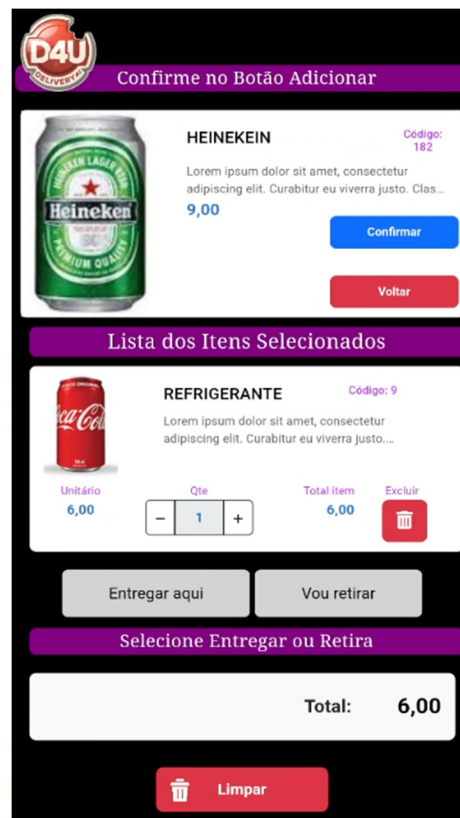 D4U
DELIVERY
Confirme no Botão Adicionar
HEINEKEIN
Código:
182
Lorem ipsum dolor sit amet, consectetur
adipiscing elit. Curabitur eu viverra justo. Clas...
9,00
HEINEKEN LAGER BEER
Heineken
PREMIUM QUALITY
Confirmar
Voltar
Lista dos Itens Selecionados
REFRIGERANTE
Código: 9
Coca-Cola
Lorem ipsum dolor sit amet, consectetur
adipiscing elit. Curabitur eu viverra justo....
Unitário Qte Total item Excluir
6,00 − 1 + 6,00
Entregar aqui Vou retirar
Selecione Entregar ou Retira
Total: 6,00
Limpar